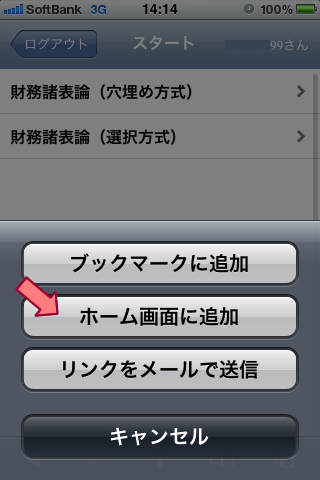 SoftBank 3G 14:14 100%
ログアウト スタート 99さん
財務諸表論（穴埋め方式）
財務諸表論（選択方式）
ブックマークに追加
ホーム画面に追加
リンクをメールで送信
キャンセル